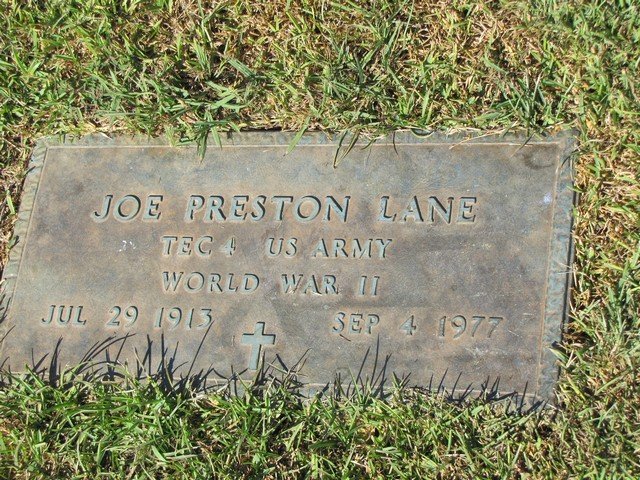 JOE PRESTON LANE
TEC 4 US ARMY
WORLD WAR II
JUL 29 1913 SEP 4 1977